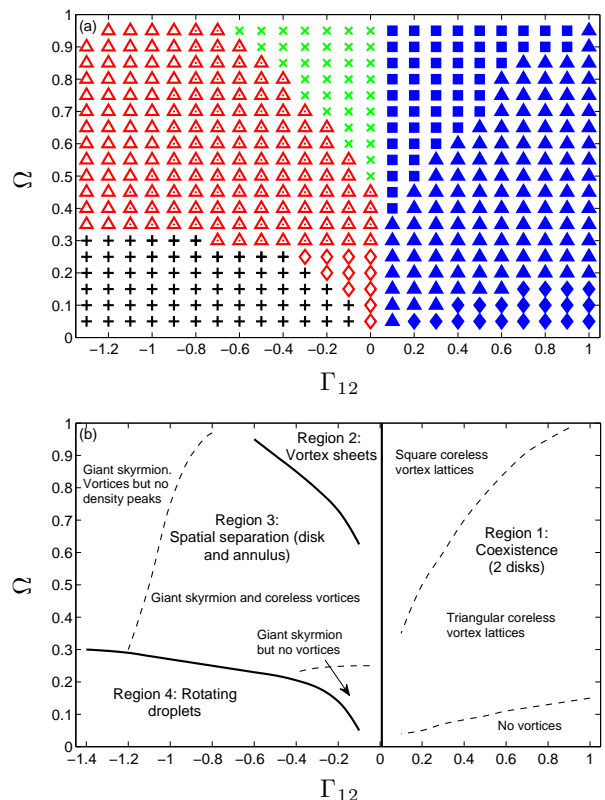 (a)
1
0.9
0.8
0.7
0.6
0.5
0.4
0.3
0.2
0.1
0
Ω
−1.2 −1 −0.8 −0.6 −0.4 −0.2 0 0.2 0.4 0.6 0.8 1
Γ12
(b)
1
0.9
0.8
0.7
0.6
0.5
0.4
0.3
0.2
0.1
0
Ω
Giant skyrmion.
Vortices but no
density peaks
Region 2:
Vortex sheets
Square coreless
vortex lattices
Region 3:
Spatial separation (disk
and annulus)
Region 1:
Coexistence
(2 disks)
Giant skyrmion and coreless vortices
Triangular coreless
vortex lattices
Giant skyrmion
but no vortices
Region 4: Rotating
droplets
No vortices
−1.4 −1.2 −1 −0.8 −0.6 −0.4 −0.2 0 0.2 0.4 0.6 0.8 1
Γ12